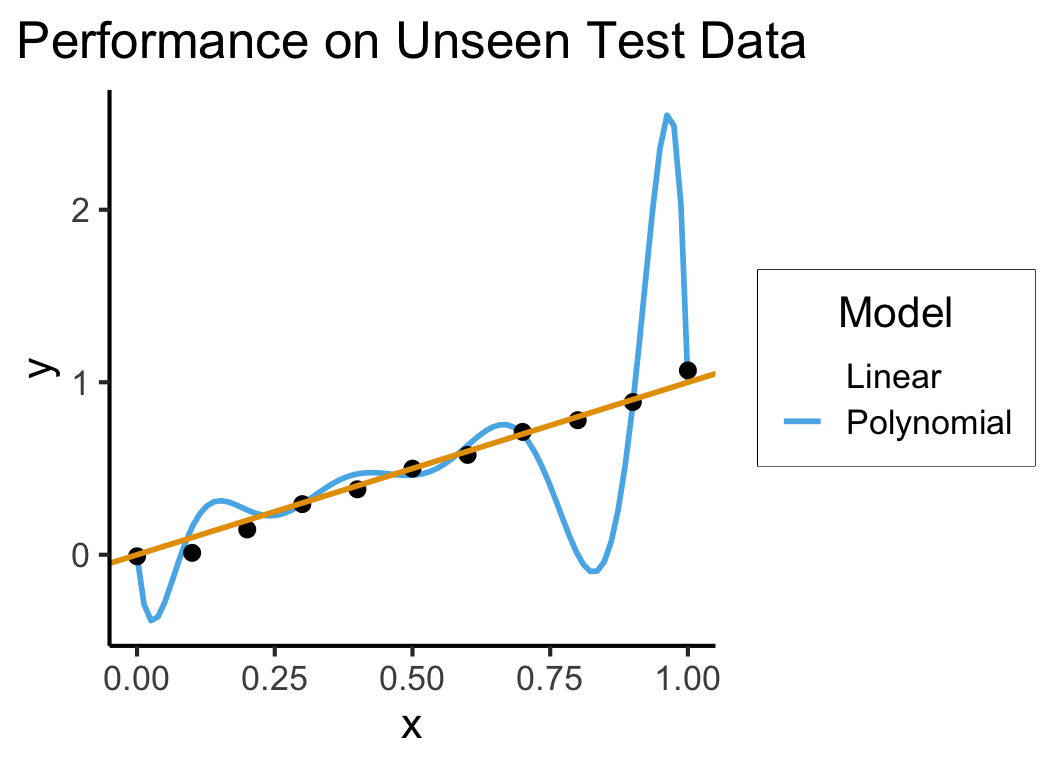 Performance on Unseen Test Data
y
2
1
0
0.00 0.25 0.50 0.75 1.00
x
Model
Linear
Polynomial